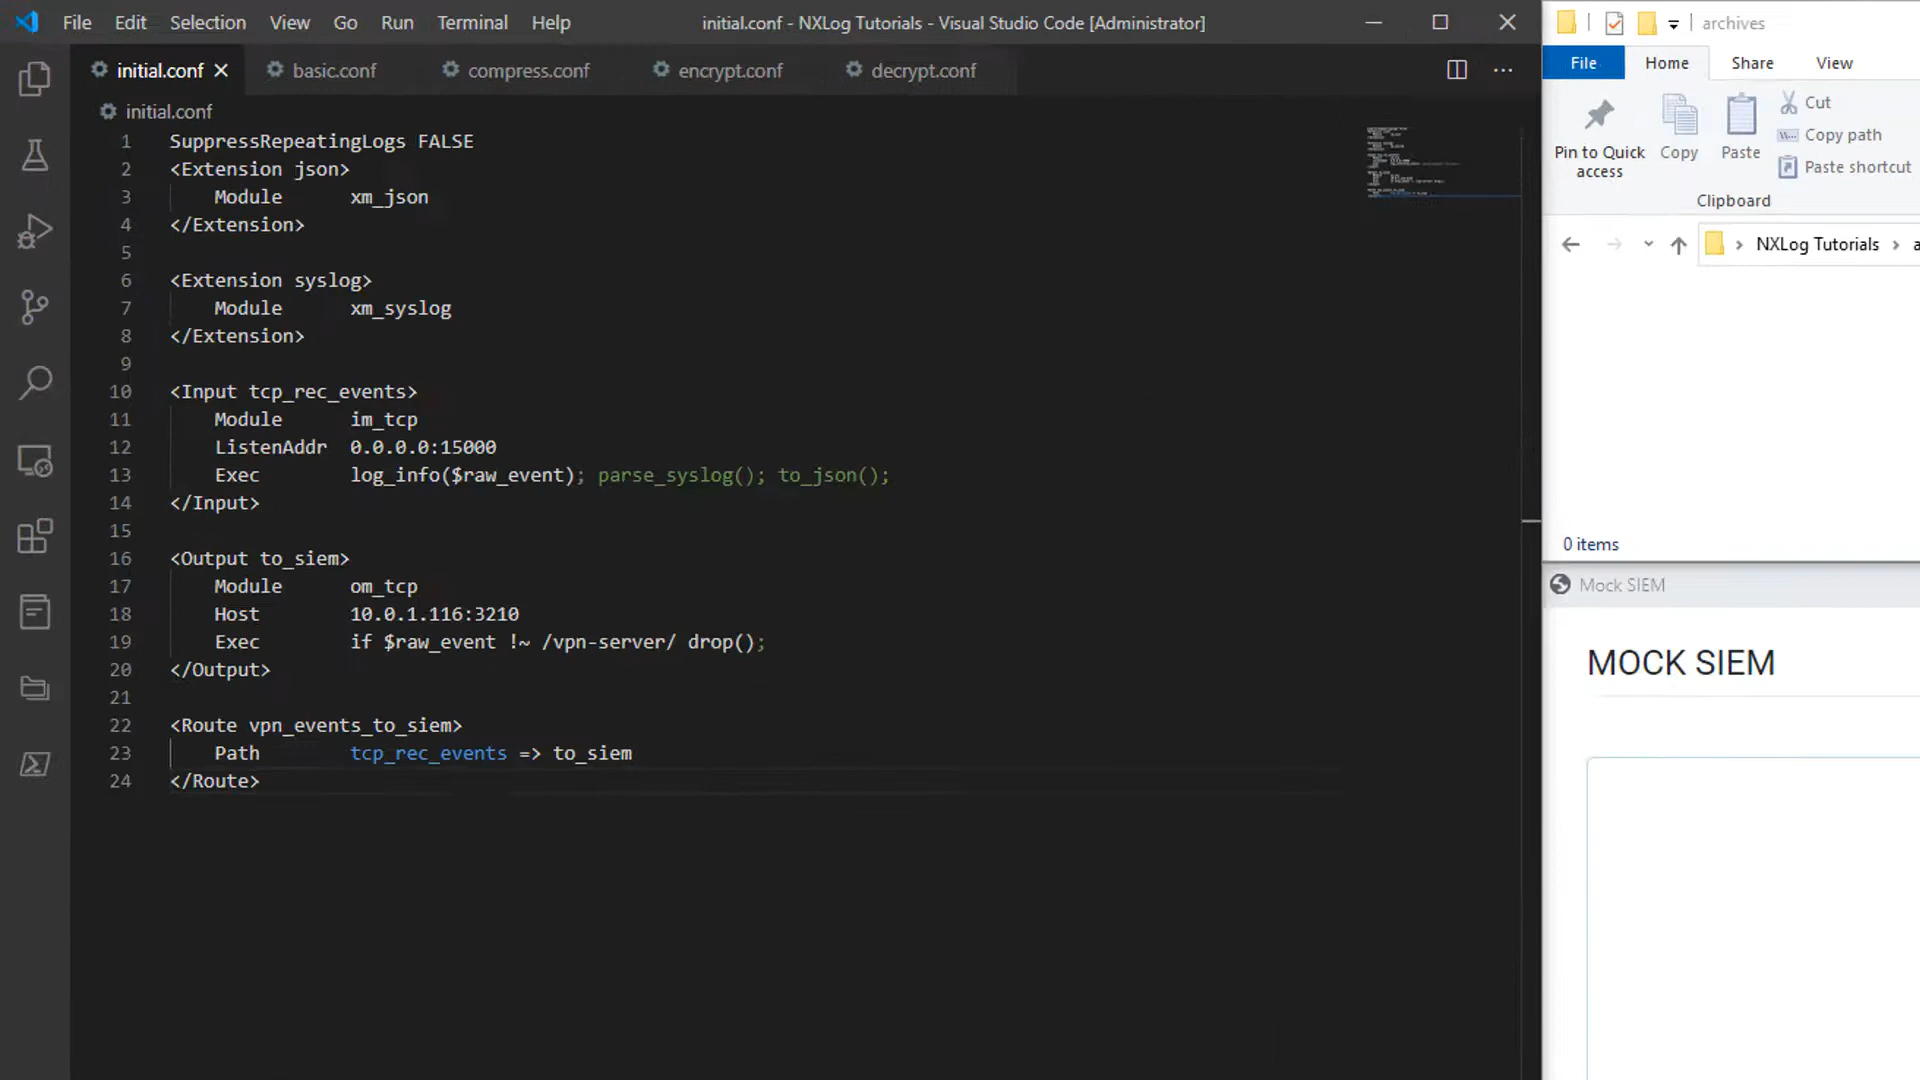 File Edit Selection View Go Run Terminal Help initial.conf - NXLog Tutorials - Visual Studio Code [Administrator]
initial.conf basic.conf compress.conf encrypt.conf decrypt.conf
initial.conf
1 SuppressRepeatingLogs FALSE
2 <Extension json>
3 Module xm_json
4 </Extension>
5
6 <Extension syslog>
7 Module xm_syslog
8 </Extension>
9
10 <Input tcp_rec_events>
11 Module im_tcp
12 ListenAddr 0.0.0.0:15000
13 Exec log_info($raw_event); parse_syslog(); to_json();
14 </Input>
15
16 <Output to_siem>
17 Module om_tcp
18 Host 10.0.1.116:3210
19 Exec if $raw_event !~ /vpn-server/ drop();
20 </Output>
21
22 <Route vpn_events_to_siem>
23 Path tcp_rec_events => to_siem
24 </Route>
archives
File Home Share View
Pin to Quick access
Copy
Paste
Cut
Copy path
Paste shortcut
Clipboard
NXLog Tutorials › a
0 items
Mock SIEM
MOCK SIEM